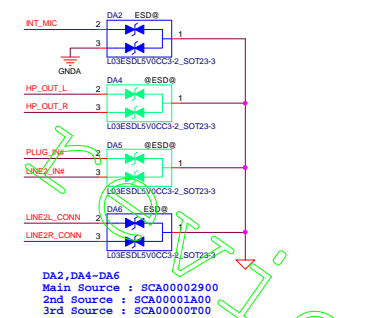 DA2 ESD@
INT_MIC 2 1
3
GNDA
L03ESDL5V0CC3-2_SOT23-3
DA4 @ESD@
HP_OUT_L 2 1
HP_OUT_R 3
L03ESDL5V0CC3-2_SOT23-3
DA5 @ESD@
PLUG_IN# 2 1
LINE2_IN# 3
L03ESDL5V0CC3-2_SOT23-3
DA6 ESD@
LINE2L_CONN 2 1
LINE2R_CONN 3
L03ESDL5V0CC3-2_SOT23-3
DA2,DA4~DA6
Main Source : SCA00002900
2nd Source : SCA00001A00
3rd Source : SCA00000T00